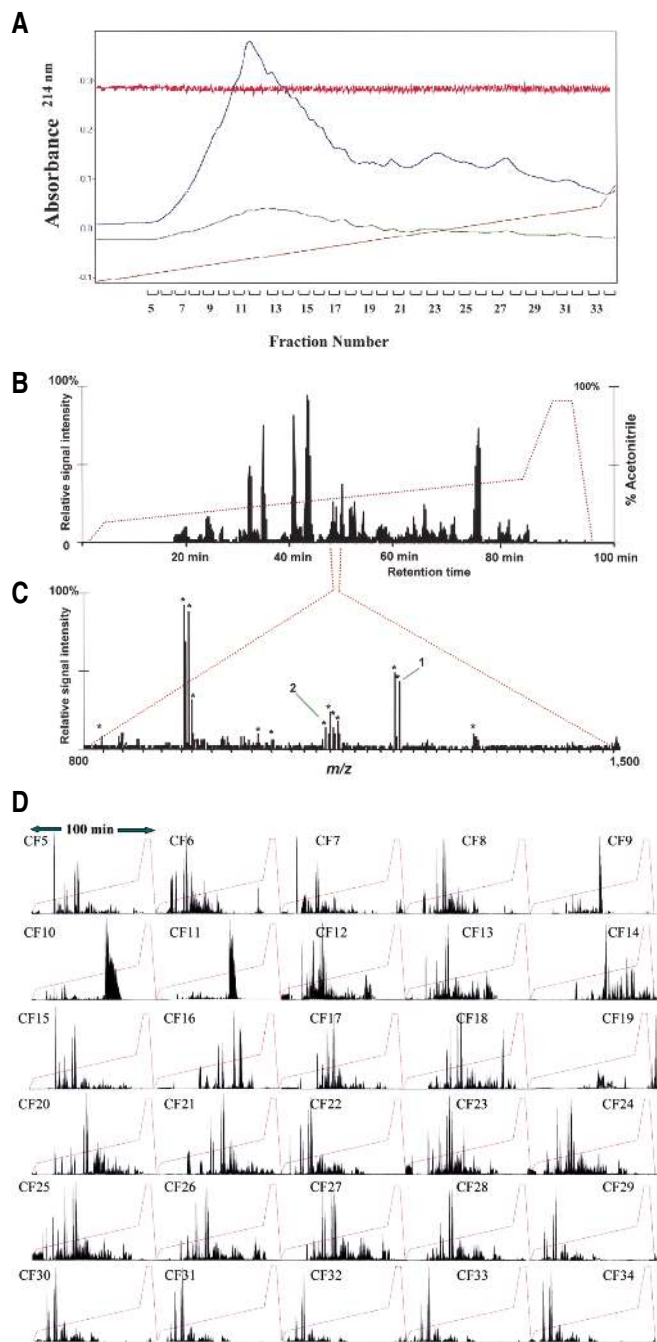 A
Absorbance 214 nm
0.3
0.2
0.1
0.0
-0.1
5 7 9 11 13 15 17 19 21 23 25 27 29 31 33
Fraction Number
B
100%
100%
Relative signal intensity
% Acetonitrile
0
20 min 40 min 60 min 80 min 100 min
Retention time
C
100%
Relative signal intensity
* * * * * * * * * * * * *
1
2
800 m/z 1,500
D
100 min
CF5 CF6 CF7 CF8 CF9
CF10 CF11 CF12 CF13 CF14
CF15 CF16 CF17 CF18 CF19
CF20 CF21 CF22 CF23 CF24
CF25 CF26 CF27 CF28 CF29
CF30 CF31 CF32 CF33 CF34